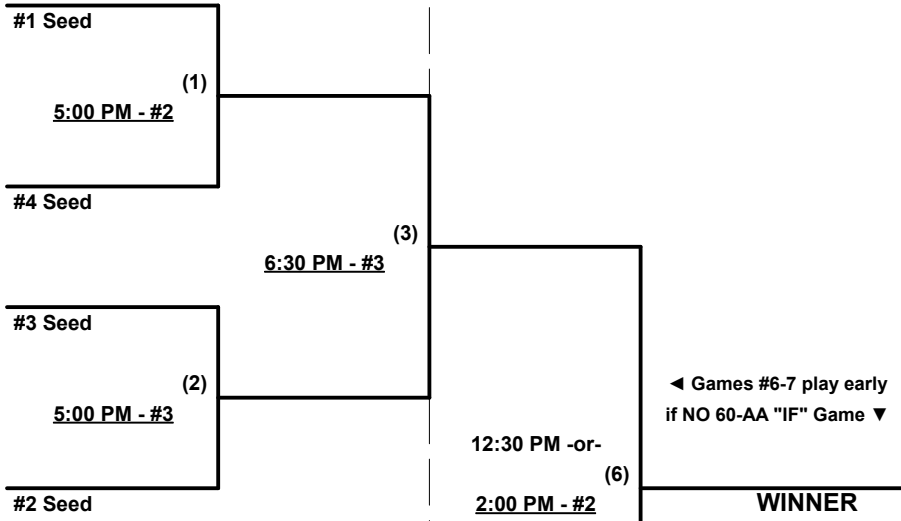 #1 Seed
(1)
5:00 PM - #2
#4 Seed
(3)
6:30 PM - #3
#3 Seed
(2)
5:00 PM - #3
#2 Seed
◄ Games #6-7 play early
if NO 60-AA "IF" Game ▼
12:30 PM -or-
(6)
2:00 PM - #2
WINNER